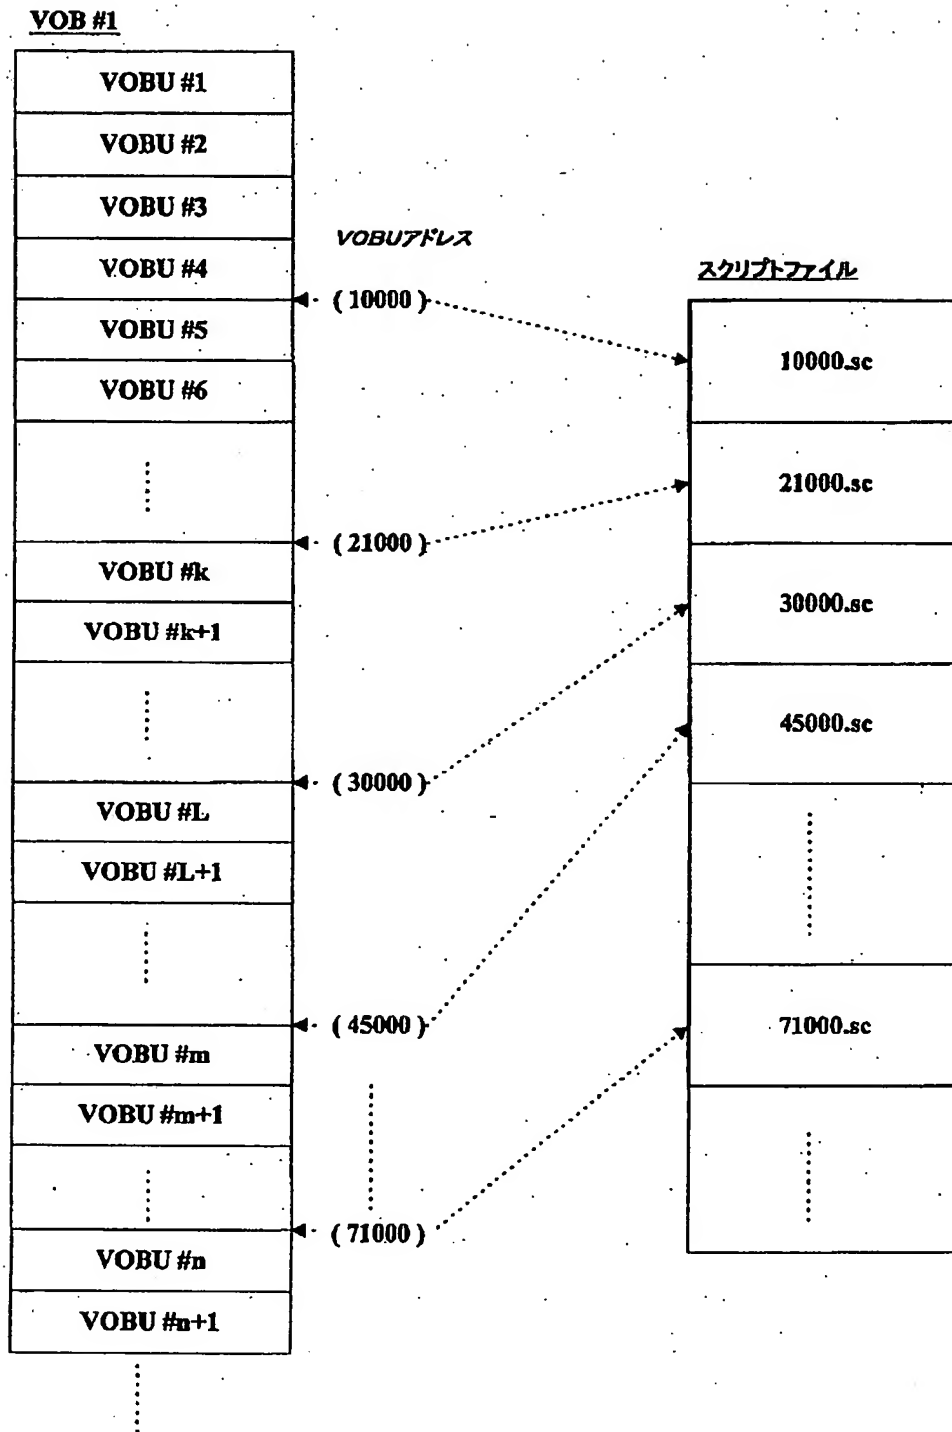 VOB #1
VOBU #1
VOBU #2
VOBU #3
VOBU #4
VOBU #5
VOBU #6
VOBU #k
VOBU #k+1
VOBU #L
VOBU #L+1
VOBU #m
VOBU #m+1
VOBU #n
VOBU #n+1
VOBUアドレス
( 10000 )
( 21000 )
( 30000 )
( 45000 )
( 71000 )
スクリプトファイル
10000.sc
21000.sc
30000.sc
45000.sc
71000.sc